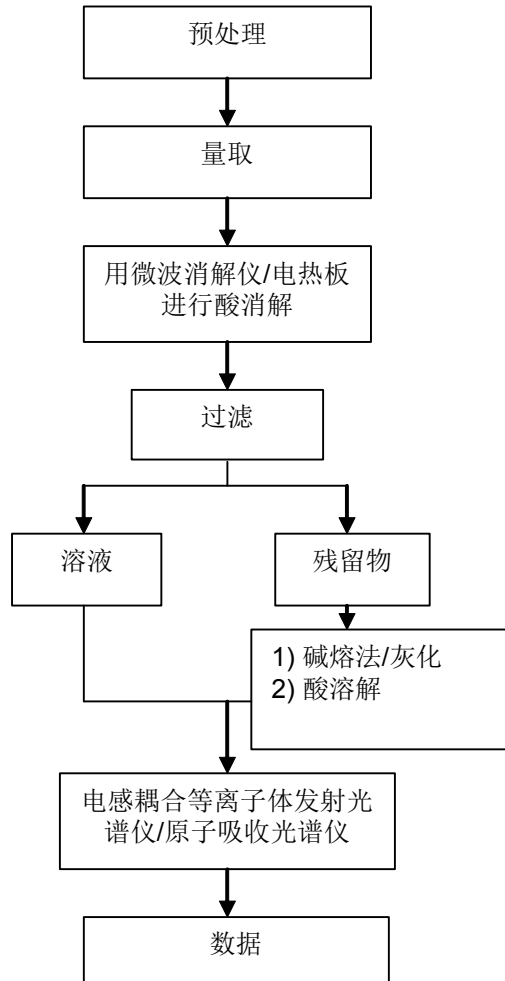 预处理
量取
用微波消解仪/电热板
进行酸消解
过滤
溶液
残留物
1) 碱熔法/灰化
2) 酸溶解
电感耦合等离子体发射光
谱仪/原子吸收光谱仪
数据